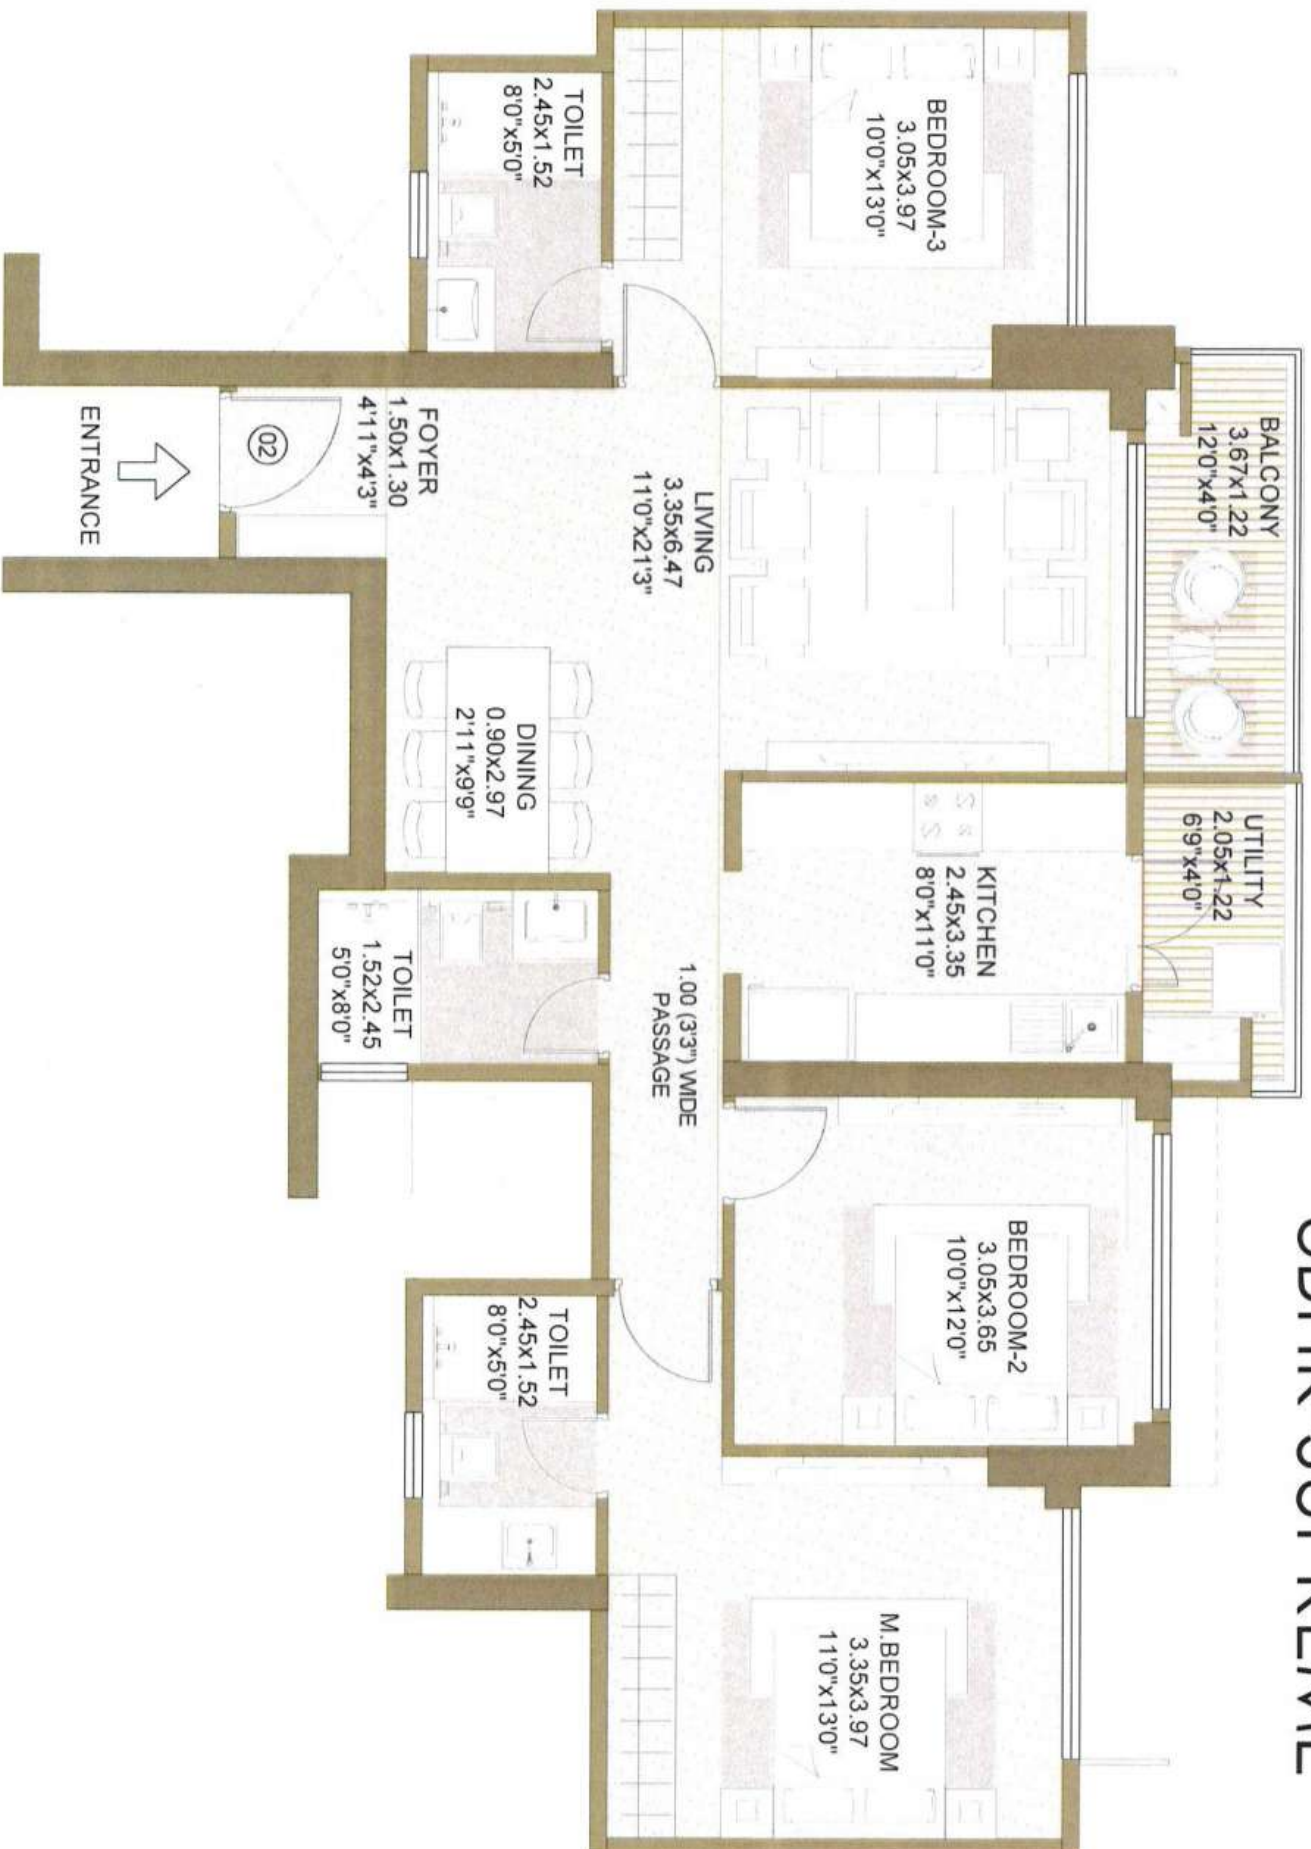 3BHK SUPREME
BEDROOM-3
3.05x3.97
10'0"x13'0"
TOILET
2.45x1.52
8'0"x5'0"
BALCONY
3.67x1.22
12'0"x4'0"
LIVING
3.35x6.47
11'0"x21'3"
FOYER
1.50x1.30
4'11"x4'3"
02
ENTRANCE
UTILITY
2.05x1.22
6'9"x4'0"
KITCHEN
2.45x3.35
8'0"x11'0"
DINING
0.90x2.97
2'11"x9'9"
1.00 (3'3") WIDE
PASSAGE
TOILET
1.52x2.45
5'0"x8'0"
BEDROOM-2
3.05x3.65
10'0"x12'0"
TOILET
2.45x1.52
8'0"x5'0"
M.BEDROOM
3.35x3.97
11'0"x13'0"